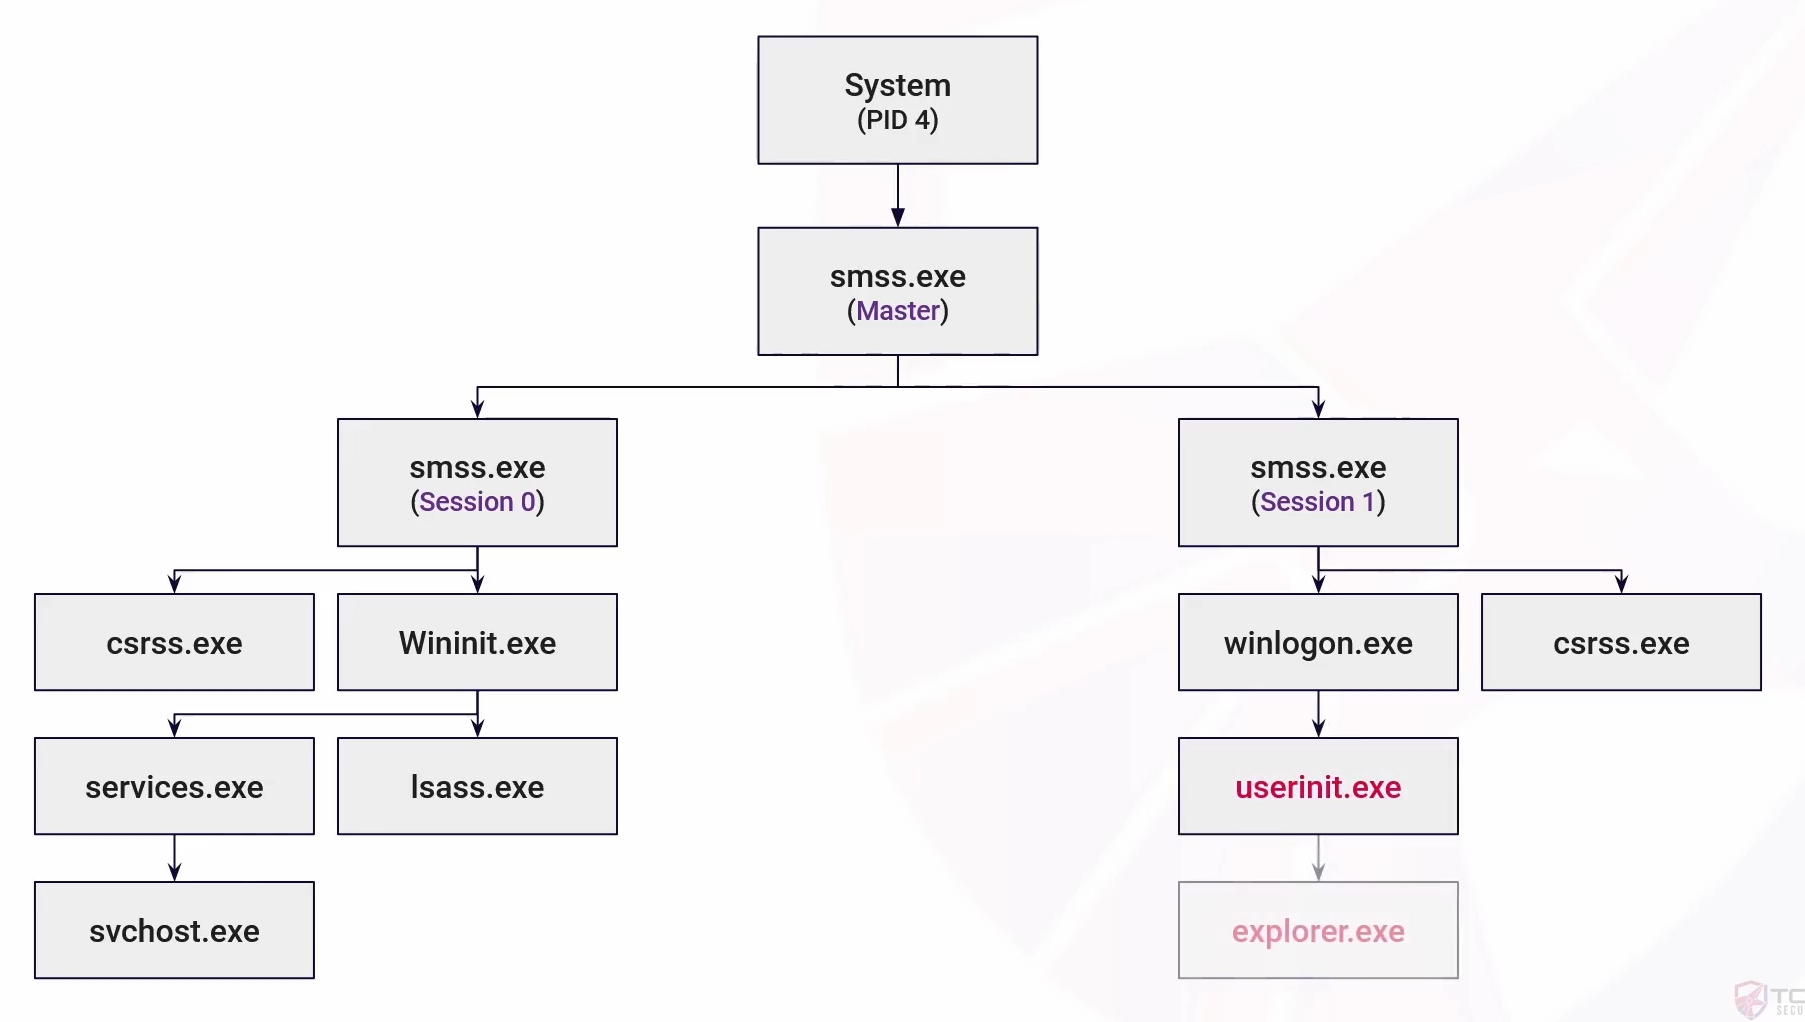 System
(PID 4)
smss.exe
(Master)
smss.exe
(Session 0)
smss.exe
(Session 1)
csrss.exe
Wininit.exe
winlogon.exe
csrss.exe
services.exe
lsass.exe
userinit.exe
svchost.exe
explorer.exe
TC
SECU